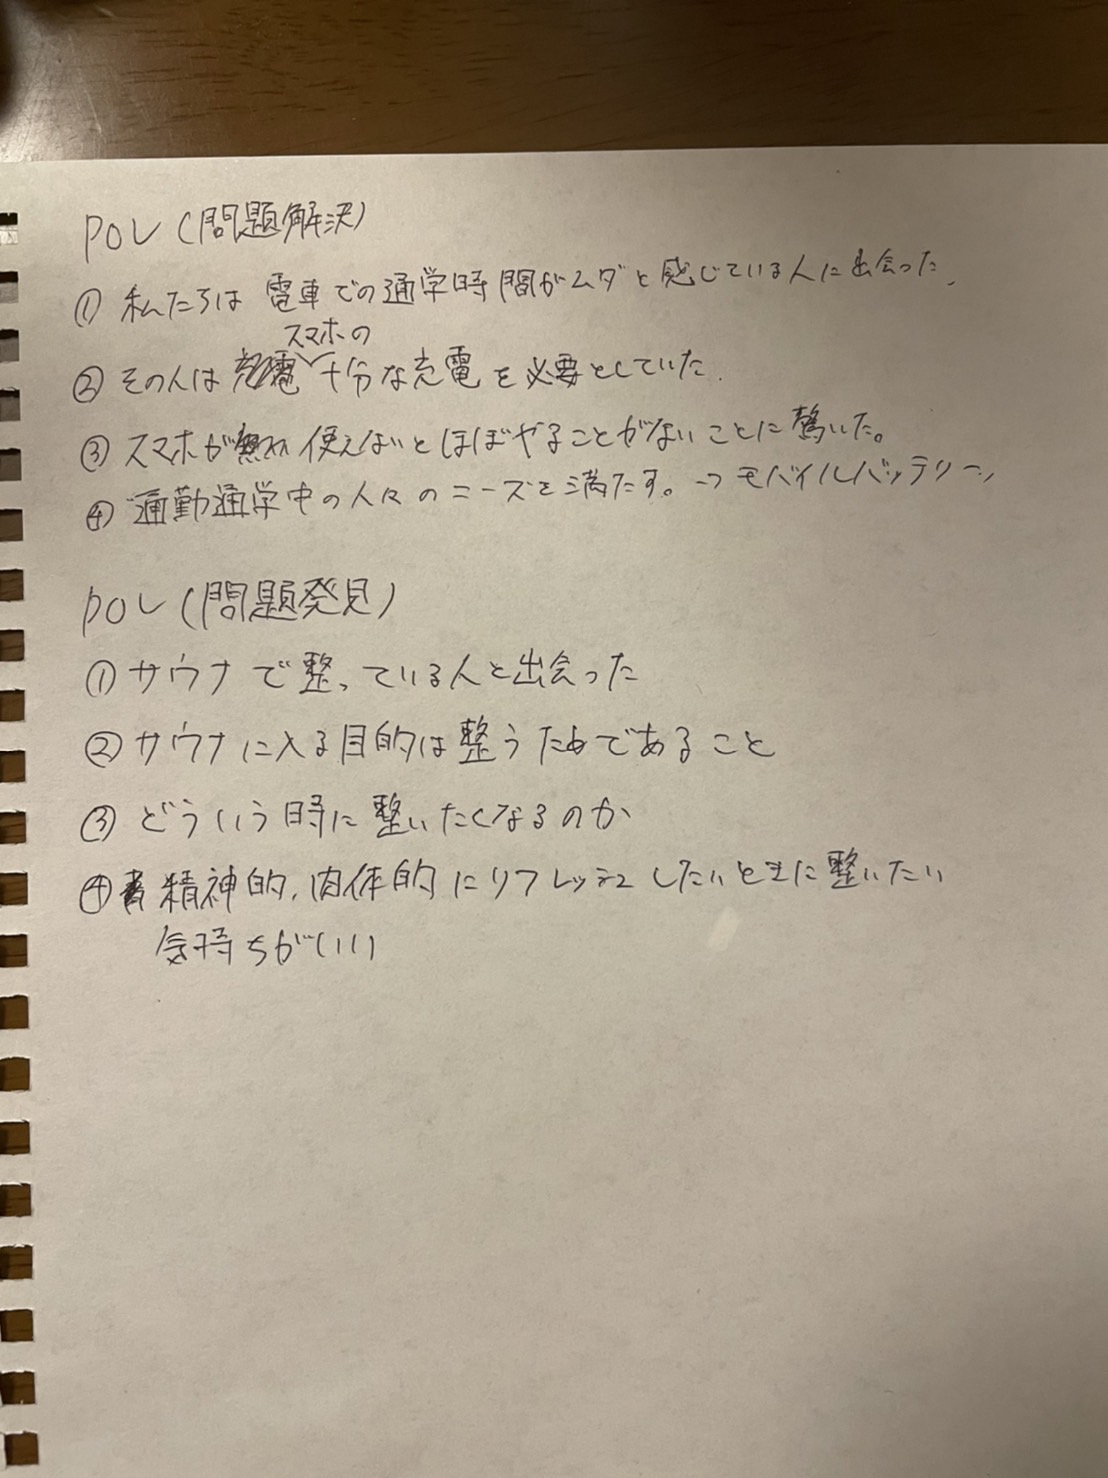 POV(問題解決)
① 私たちは 電車での通学時間がムダと感じている人に出会った.
スマホの
② その人は 十分な充電を必要としていた.
③ スマホが 使えないとほぼやることがないことに驚いた。
④ 通勤通学中の人々のニーズを満たす。→モバイルバッテリー
POV(問題発見)
① サウナで整っている人と出会った
② サウナに入る目的は整うためであること
③ どういう時に整いたくなるのか
④ 精神的、肉体的にリフレッシュしたいときに整いたい
気持ちがいい